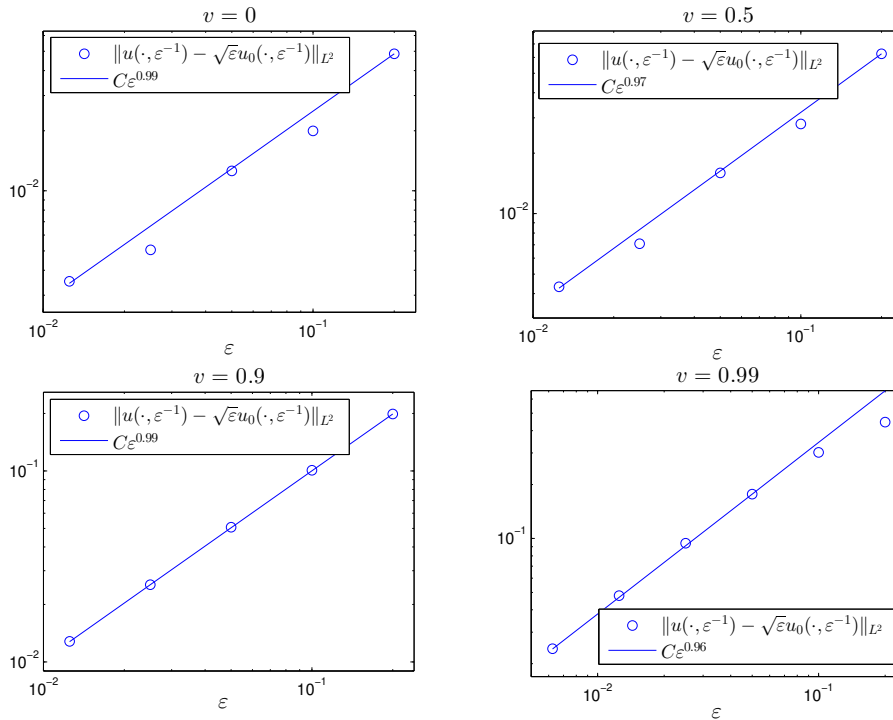 v = 0
‖u(·, ε⁻¹) − √ε u₀(·, ε⁻¹)‖_{L²}
Cε^{0.99}
10⁻²
10⁻² 10⁻¹
ε
v = 0.5
‖u(·, ε⁻¹) − √ε u₀(·, ε⁻¹)‖_{L²}
Cε^{0.97}
10⁻²
10⁻² 10⁻¹
ε
v = 0.9
‖u(·, ε⁻¹) − √ε u₀(·, ε⁻¹)‖_{L²}
Cε^{0.99}
10⁻¹
10⁻²
10⁻² 10⁻¹
ε
v = 0.99
10⁻¹
‖u(·, ε⁻¹) − √ε u₀(·, ε⁻¹)‖_{L²}
Cε^{0.96}
10⁻² 10⁻¹
ε